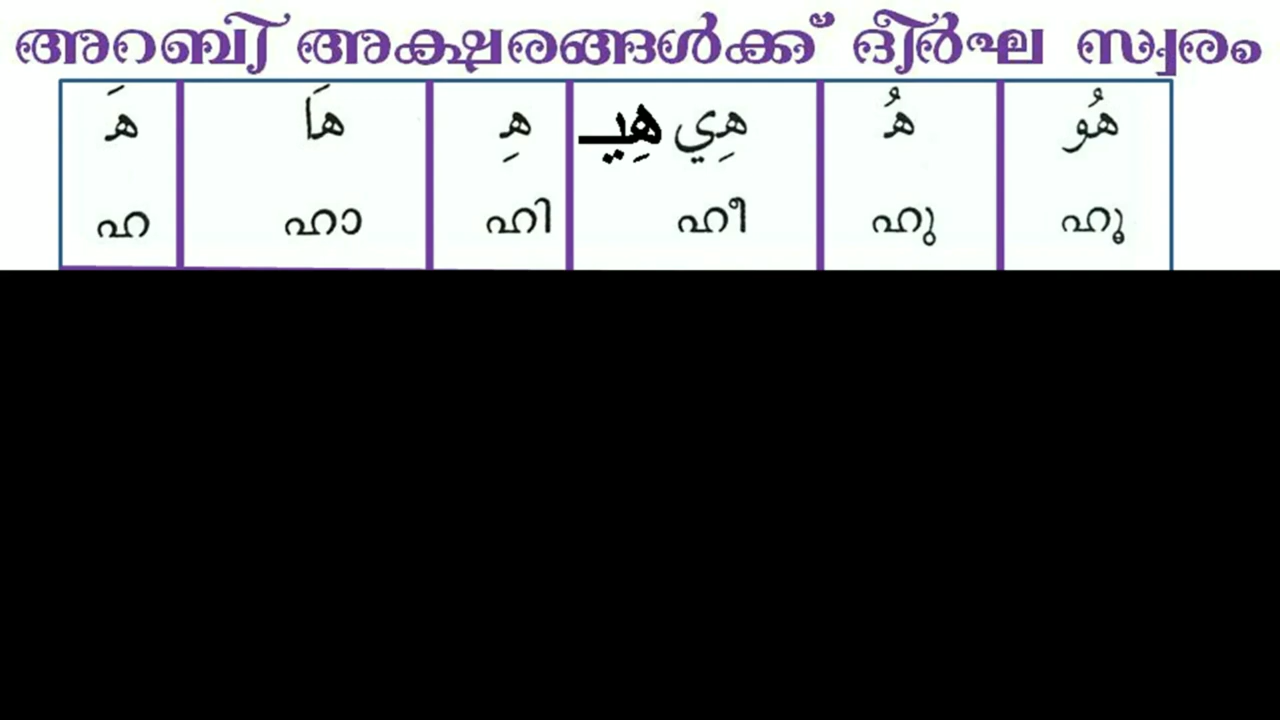 അറബി അക്ഷരങ്ങൾക്ക് ദീർഘ സ്വരം
هَ هَا هِ هِيـ هِي هُ هُو
ഹ ഹാ ഹി ഹീ ഹു ഹൂ